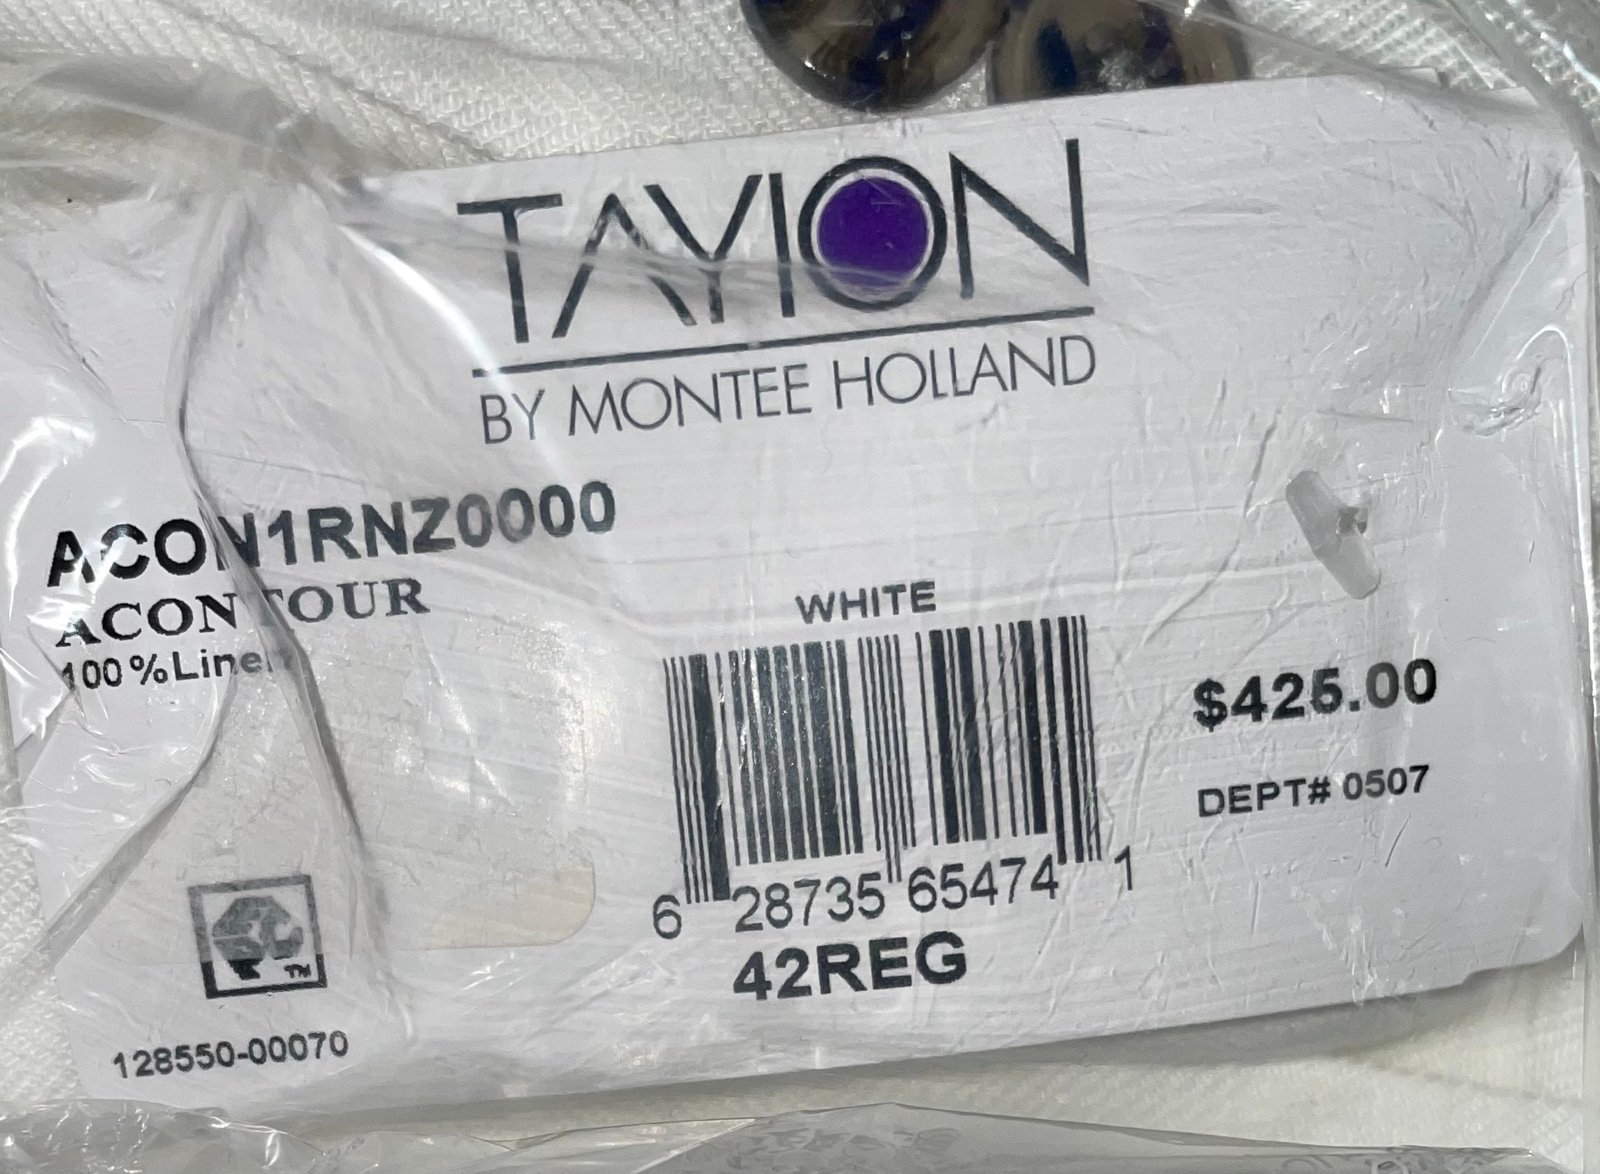 TAYION
BY MONTEE HOLLAND
ACON1RNZ0000
ACONTOUR
100%Linen
WHITE
$425.00
DEPT# 0507
6 28735 65474 1
42REG
TM
128550-00070